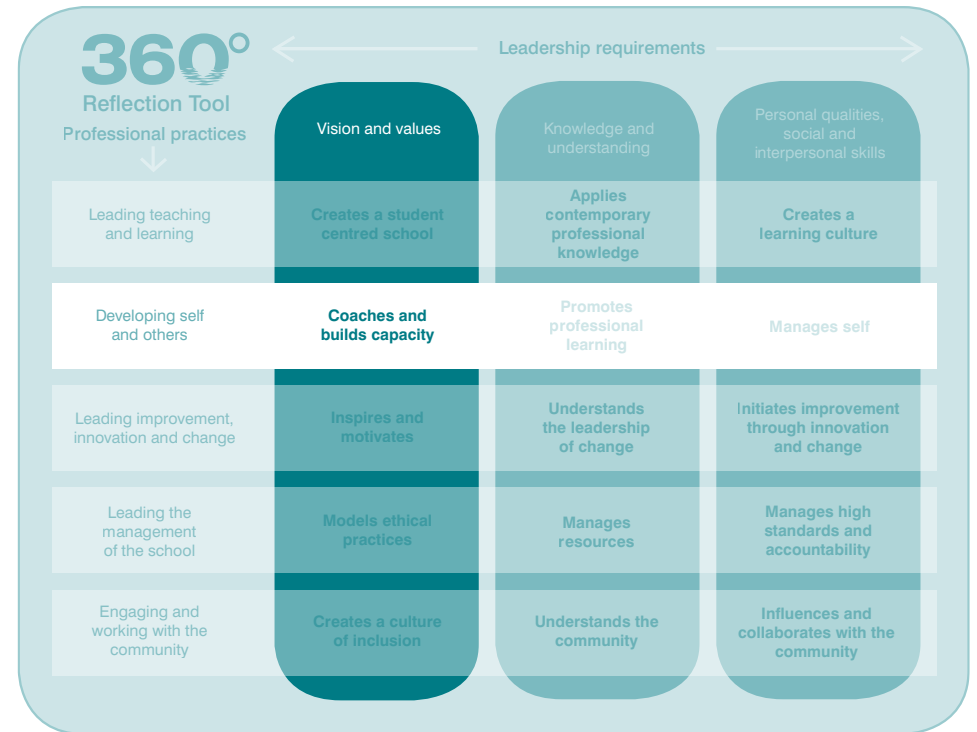 360°
Reflection Tool
Professional practices
Leadership requirements
Vision and values
Knowledge and
understanding
Personal qualities,
social and
interpersonal skills
Leading teaching
and learning
Creates a student
centred school
Applies
contemporary
professional
knowledge
Creates a
learning culture
Developing self
and others
Coaches and
builds capacity
Promotes
professional
learning
Manages self
Leading improvement,
innovation and change
Inspires and
motivates
Understands
the leadership
of change
Initiates improvement
through innovation
and change
Leading the
management
of the school
Models ethical
practices
Manages
resources
Manages high
standards and
accountability
Engaging and
working with the
community
Creates a culture
of inclusion
Understands the
community
Influences and
collaborates with the
community